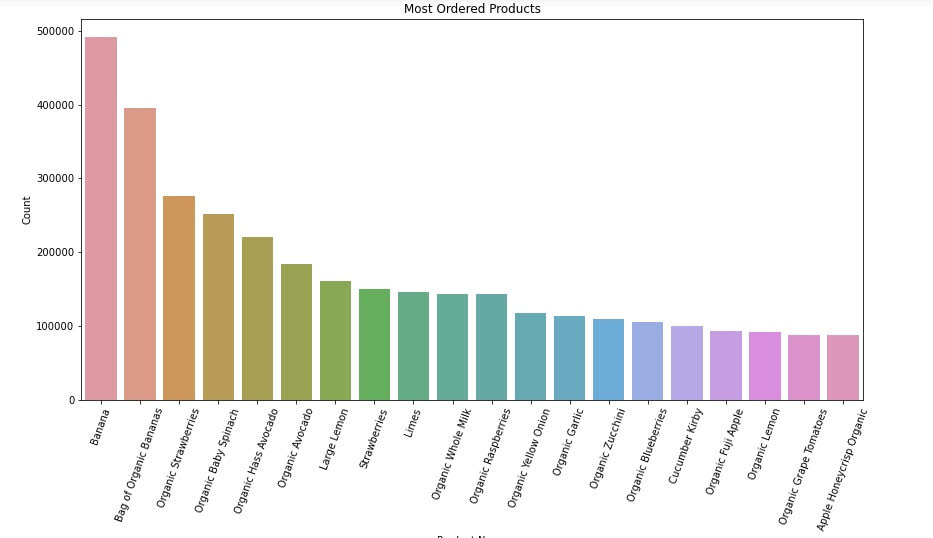 Most Ordered Products
500000
400000
300000
200000
100000
0
Count
Banana
Bag of Organic Bananas
Organic Strawberries
Organic Baby Spinach
Organic Hass Avocado
Organic Avocado
Large Lemon
Strawberries
Limes
Organic Whole Milk
Organic Raspberries
Organic Yellow Onion
Organic Garlic
Organic Zucchini
Organic Blueberries
Cucumber Kirby
Organic Fuji Apple
Organic Lemon
Organic Grape Tomatoes
Apple Honeycrisp Organic